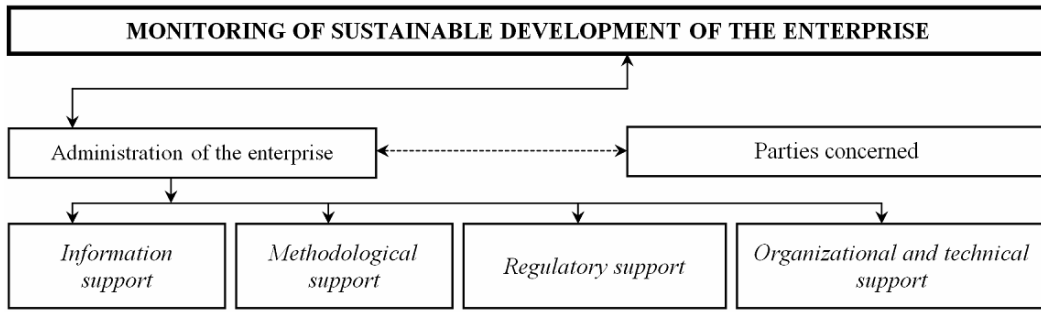 MONITORING OF SUSTAINABLE DEVELOPMENT OF THE ENTERPRISE
Administration of the enterprise
Parties concerned
Information
support
Methodological
support
Regulatory support
Organizational and technical
support